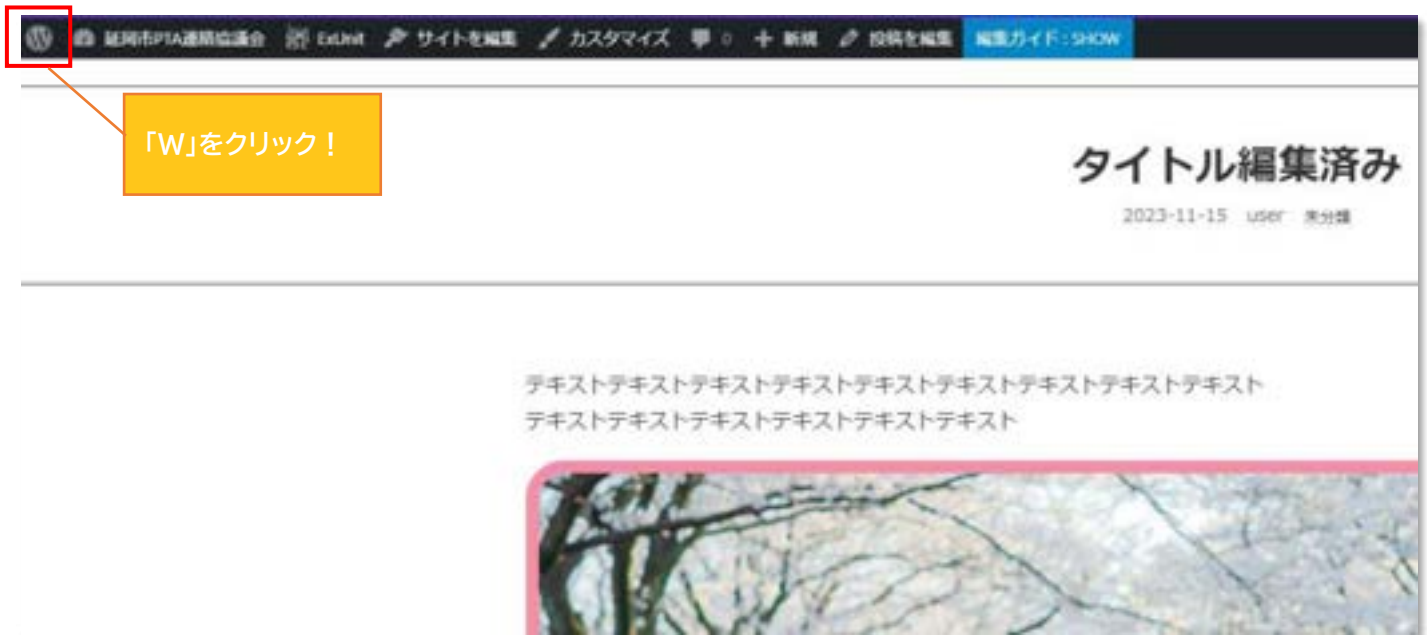 延岡市PTA連絡協議会 ExUnit サイトを編集 カスタマイズ 0 + 新規 投稿を編集 編集ガイド : SHOW
「W」をクリック！
タイトル編集済み
2023-11-15 user 未分類
テキストテキストテキストテキストテキストテキストテキストテキストテキスト
テキストテキストテキストテキストテキストテキスト